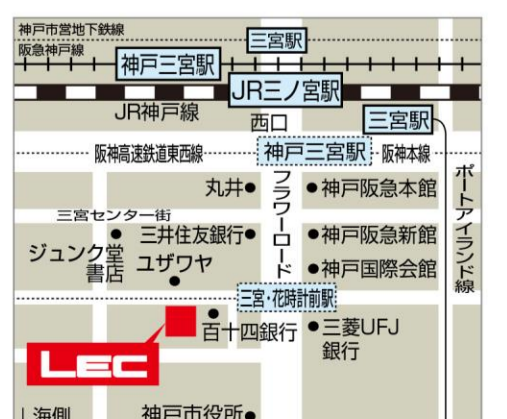 神戸市営地下鉄線
三宮駅
阪急神戸線
神戸三宮駅
JR三ノ宮駅
JR神戸線
西口
三宮駅
阪神高速鉄道東西線
神戸三宮駅
阪神本線
丸井
フラワーロード
神戸阪急本館
ポートアイランド線
三宮センター街
三井住友銀行
神戸阪急新館
ジュンク堂
書店
ユザワヤ
神戸国際会館
三宮・花時計前駅
百十四銀行
三菱UFJ
銀行
LEC
海側
神戸市役所